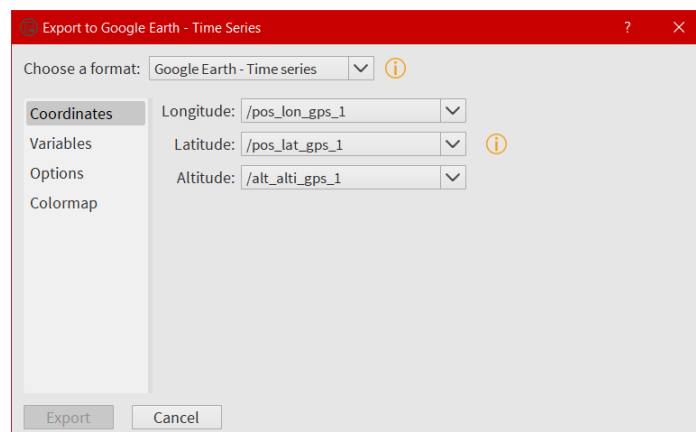 Export to Google Earth - Time Series ? ×
Choose a format: Google Earth - Time series
Coordinates
Variables
Options
Colormap
Longitude: /pos_lon_gps_1
Latitude: /pos_lat_gps_1
Altitude: /alt_alti_gps_1
Export Cancel